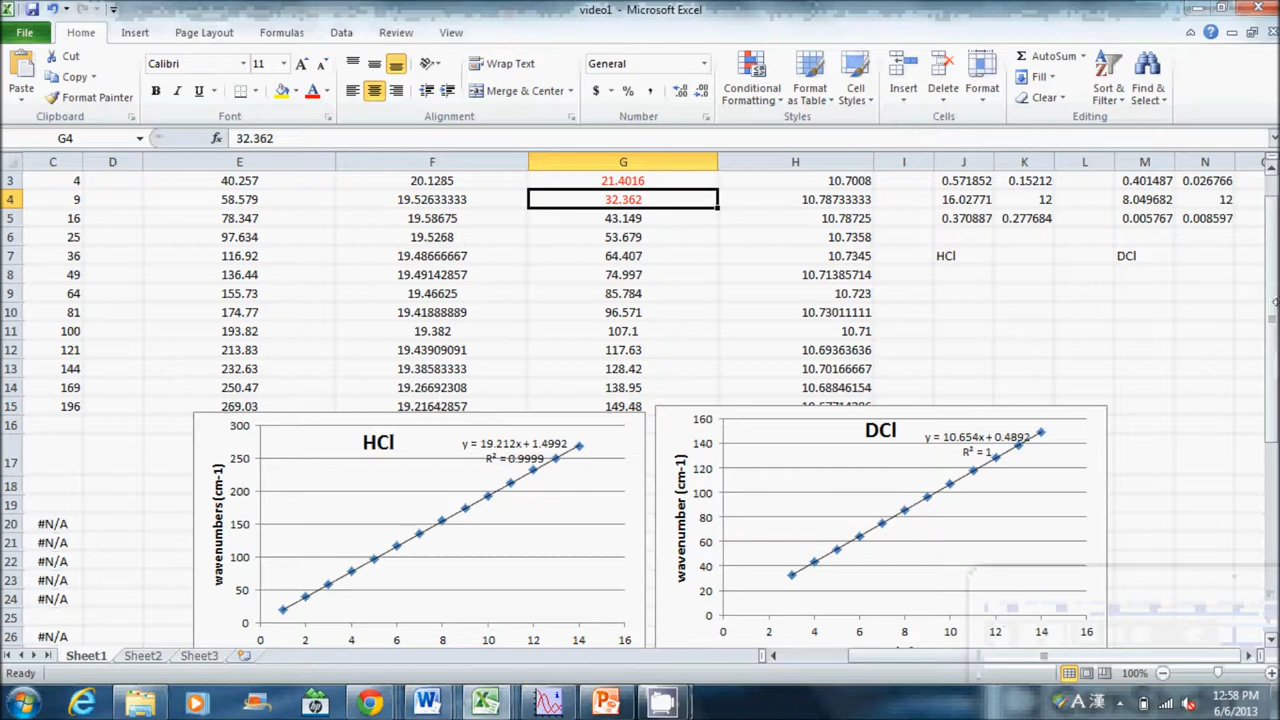 video1 - Microsoft Excel
File Home Insert Page Layout Formulas Data Review View
Paste
Cut
Copy
Format Painter
Clipboard
Calibri 11
B I U
Font
Wrap Text
Merge & Center
Alignment
General
$ % ,
Number
Conditional Formatting
Format as Table
Cell Styles
Styles
Insert Delete Format
Cells
AutoSum
Fill
Clear
Sort & Filter
Find & Select
Editing
G4 fx 32.362
C D E F G H I J K L M N
3 4 40.257 20.1285 21.4016 10.7008 0.571852 0.15212 0.401487 0.026766
4 9 58.579 19.52633333 32.362 10.78733333 16.02771 12 8.049682 12
5 16 78.347 19.58675 43.149 10.78725 0.370887 0.277684 0.005767 0.008597
6 25 97.634 19.5268 53.679 10.7358
7 36 116.92 19.48666667 64.407 10.7345 HCl DCl
8 49 136.44 19.49142857 74.997 10.71385714
9 64 155.73 19.46625 85.784 10.723
10 81 174.77 19.41888889 96.571 10.73011111
11 100 193.82 19.382 107.1 10.71
12 121 213.83 19.43909091 117.63 10.69363636
13 144 232.63 19.38583333 128.42 10.70166667
14 169 250.47 19.26692308 138.95 10.68846154
15 196 269.03 19.21642857 149.48
16
17
18
19
20 #N/A
21 #N/A
22 #N/A
23 #N/A
24 #N/A
25
26 #N/A
HCl
y = 19.212x + 1.4992
R² = 0.9999
wavenumbers (cm-1)
300
250
200
150
100
50
0
0 2 4 6 8 10 12 14 16
DCl
y = 10.654x + 0.4892
R² = 1
wavenumber (cm-1)
160
140
120
100
80
60
40
20
0
0 2 4 6 8 10 12 14 16
Sheet1 Sheet2 Sheet3
Ready 100%
A 漢
12:58 PM
6/6/2013